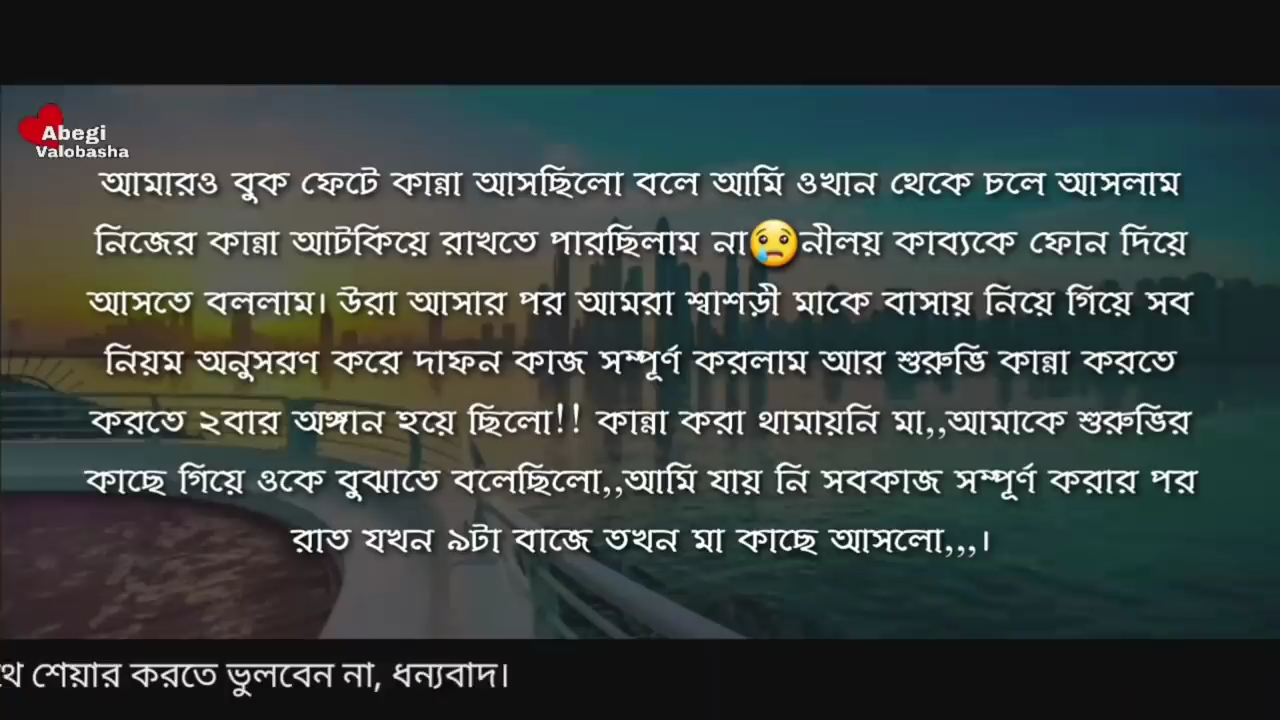 Abegi
Valobasha
আমারও বুক ফেটে কান্না আসছিলো বলে আমি ওখান থেকে চলে আসলাম
নিজের কান্না আটকিয়ে রাখতে পারছিলাম না😢নীলয় কাব্যকে ফোন দিয়ে
আসতে বললাম। উরা আসার পর আমরা শ্বাশড়ী মাকে বাসায় নিয়ে গিয়ে সব
নিয়ম অনুসরণ করে দাফন কাজ সম্পূর্ণ করলাম আর শুরুভি কান্না করতে
করতে ২বার অঙ্গান হয়ে ছিলো!! কান্না করা থামায়নি মা,,আমাকে শুরুভির
কাছে গিয়ে ওকে বুঝাতে বলেছিলো,,আমি যায় নি সবকাজ সম্পূর্ণ করার পর
রাত যখন ৯টা বাজে তখন মা কাছে আসলো,,,।
শেয়ার করতে ভুলবেন না, ধন্যবাদ।